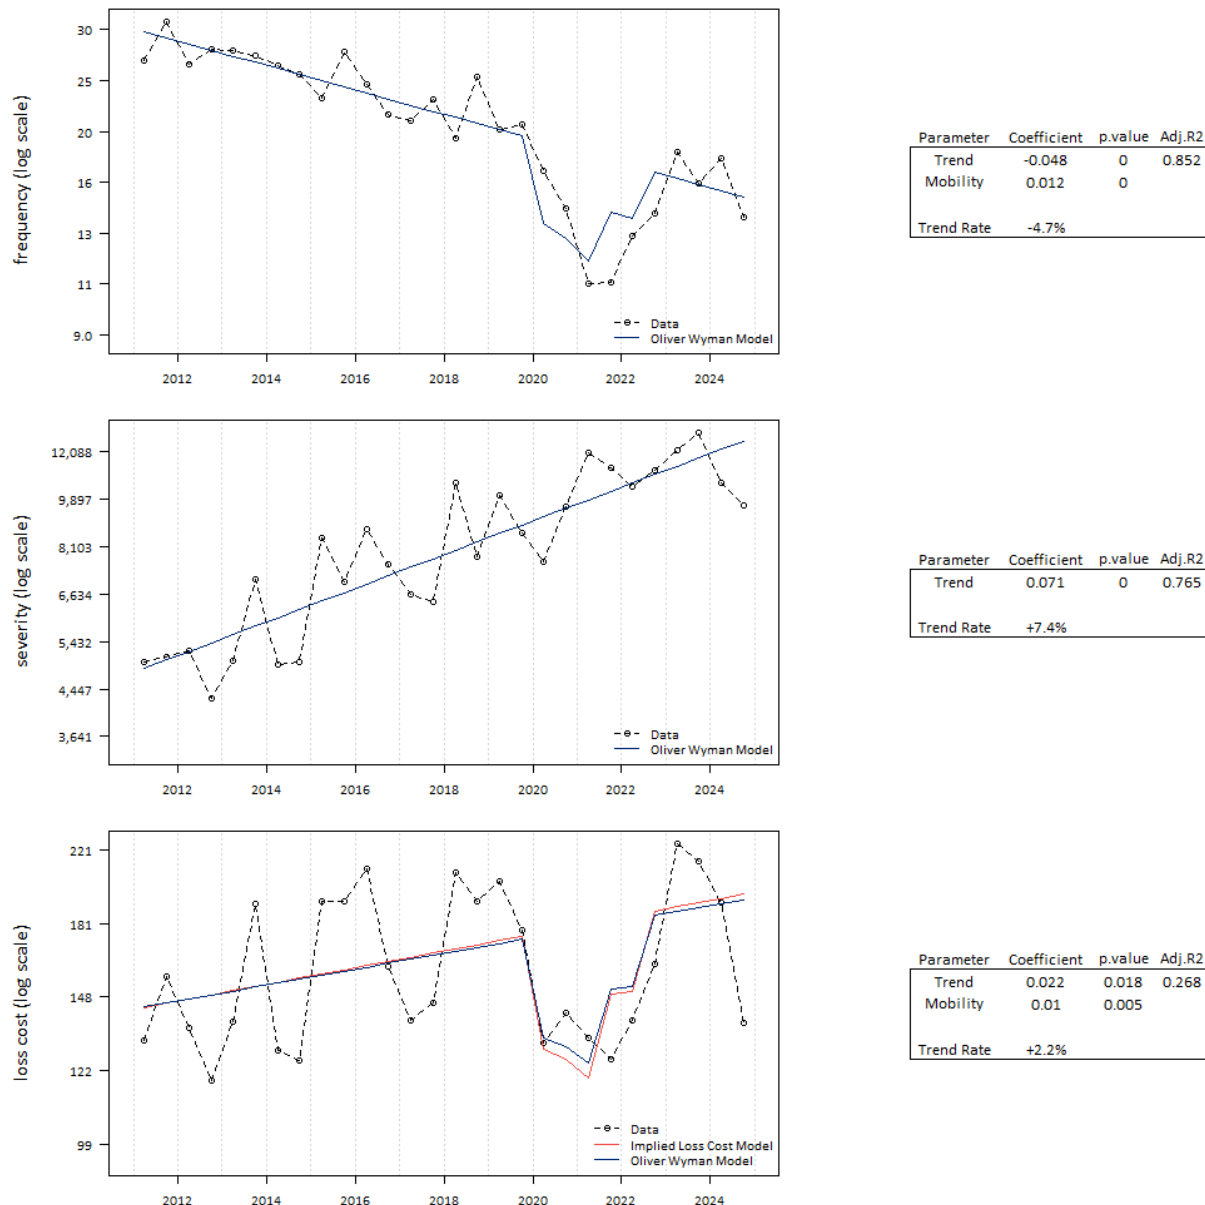 frequency (log scale)
30
25
20
16
13
11
9.0
Data
Oliver Wyman Model
2012 2014 2016 2018 2020 2022 2024
Parameter Coefficient p.value Adj.R2
Trend -0.048 0 0.852
Mobility 0.012 0
Trend Rate -4.7%
severity (log scale)
12,088
9,897
8,103
6,634
5,432
4,447
3,641
Data
Oliver Wyman Model
2012 2014 2016 2018 2020 2022 2024
Parameter Coefficient p.value Adj.R2
Trend 0.071 0 0.765
Trend Rate +7.4%
loss cost (log scale)
221
181
148
122
99
Data
Implied Loss Cost Model
Oliver Wyman Model
2012 2014 2016 2018 2020 2022 2024
Parameter Coefficient p.value Adj.R2
Trend 0.022 0.018 0.268
Mobility 0.01 0.005
Trend Rate +2.2%